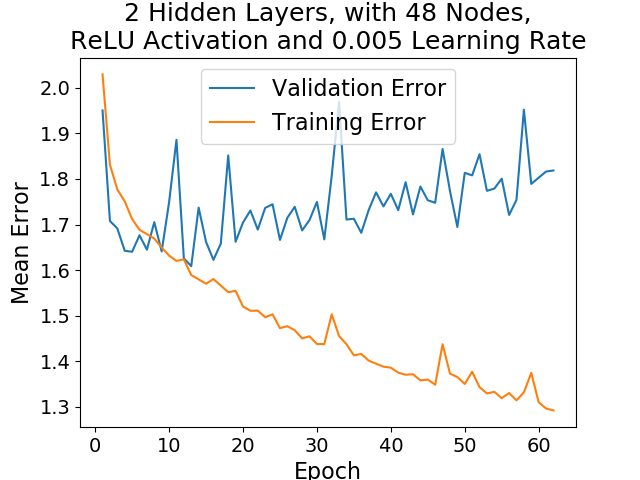 2 Hidden Layers, with 48 Nodes,
ReLU Activation and 0.005 Learning Rate
Validation Error
Training Error
Mean Error
2.0
1.9
1.8
1.7
1.6
1.5
1.4
1.3
0 10 20 30 40 50 60
Epoch